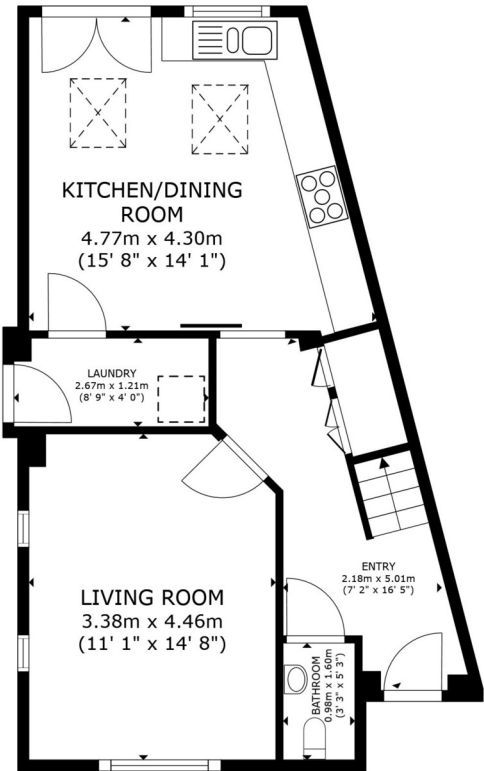 KITCHEN/DINING
ROOM
4.77m x 4.30m
(15' 8" x 14' 1")
LAUNDRY
2.67m x 1.21m
(8' 9" x 4' 0")
LIVING ROOM
3.38m x 4.46m
(11' 1" x 14' 8")
ENTRY
2.18m x 5.01m
(7' 2" x 16' 5")
BATHROOM
0.98m x 1.60m
(3' 3" x 5' 3")